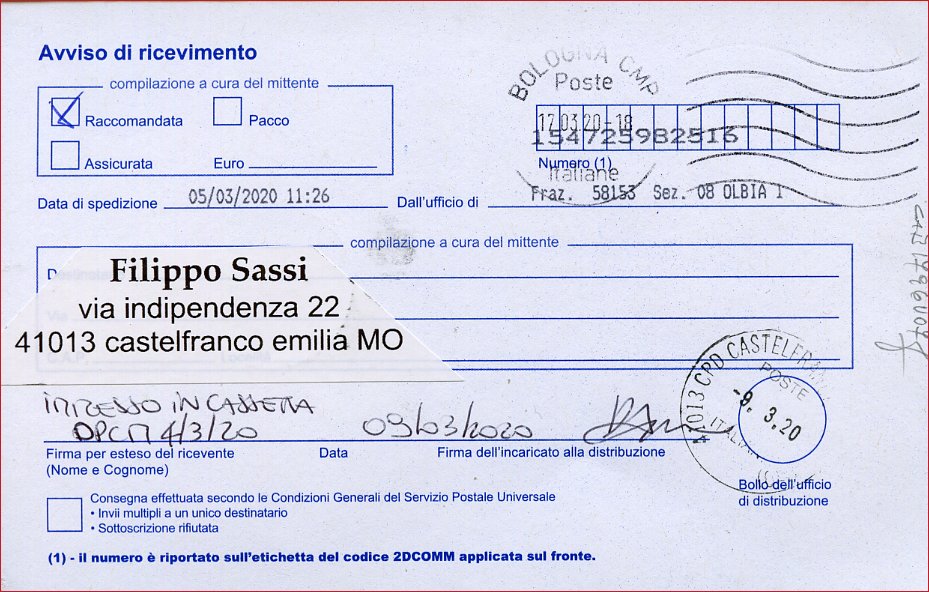 Avviso di ricevimento
compilazione a cura del mittente
Raccomandata
Pacco
Assicurata
Euro
BOLOGNA CMP
Poste
17 03 20-18
154725982516
Numero (1)
Italiane
Data di spedizione 05/03/2020 11:26
Dall'ufficio di
Fraz. 58153 Sez. 08 OLBIA 1
compilazione a cura del mittente
Filippo Sassi
via indipendenza 22
41013 castelfranco emilia MO
IMMESSO IN CASSETTA
DPCM 4/3/20
09/03/2020
41013 CPD CASTELFRAN
POSTE
-9. 3.20
ITALIA
Firma per esteso del ricevente
(Nome e Cognome)
Data
Firma dell'incaricato alla distribuzione
Bollo dell'ufficio
di distribuzione
Consegna effettuata secondo le Condizioni Generali del Servizio Postale Universale
• Invii multipli a un unico destinatario
• Sottoscrizione rifiutata
(1) - il numero è riportato sull'etichetta del codice 2DCOMM applicata sul fronte.